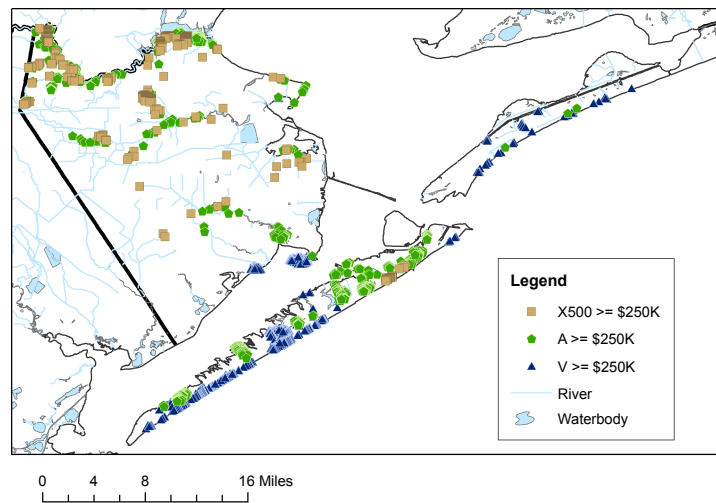 Legend
X500 >= $250K
A >= $250K
V >= $250K
River
Waterbody
0 4 8 16 Miles